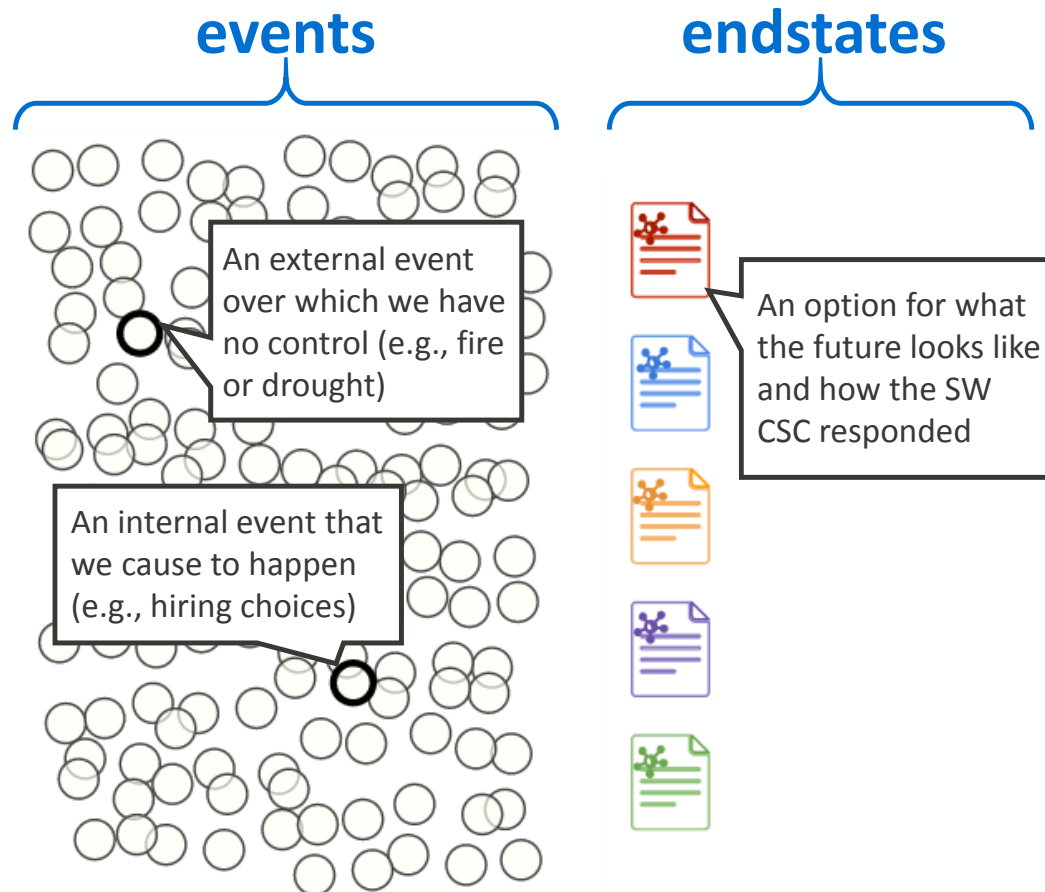 events
endstates
An external event
over which we have
no control (e.g., fire
or drought)
An option for what
the future looks like
and how the SW
CSC responded
An internal event that
we cause to happen
(e.g., hiring choices)